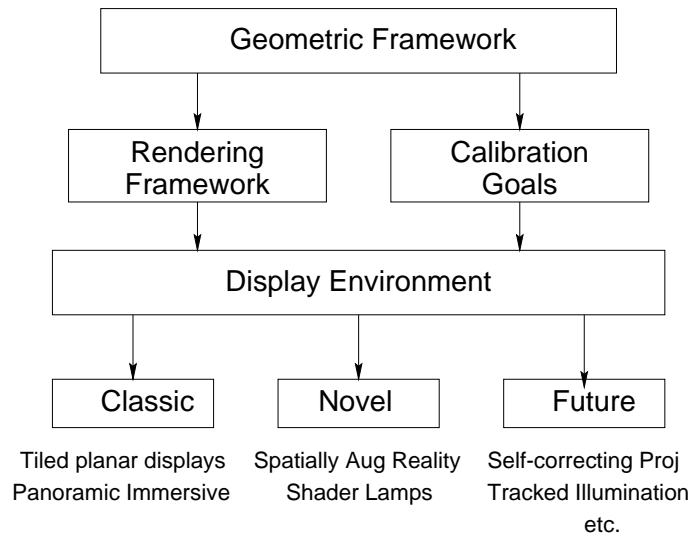 Geometric Framework
Rendering
Framework
Calibration
Goals
Display Environment
Classic
Novel
Future
Tiled planar displays
Panoramic Immersive
Spatially Aug Reality
Shader Lamps
Self-correcting Proj
Tracked Illumination
etc.